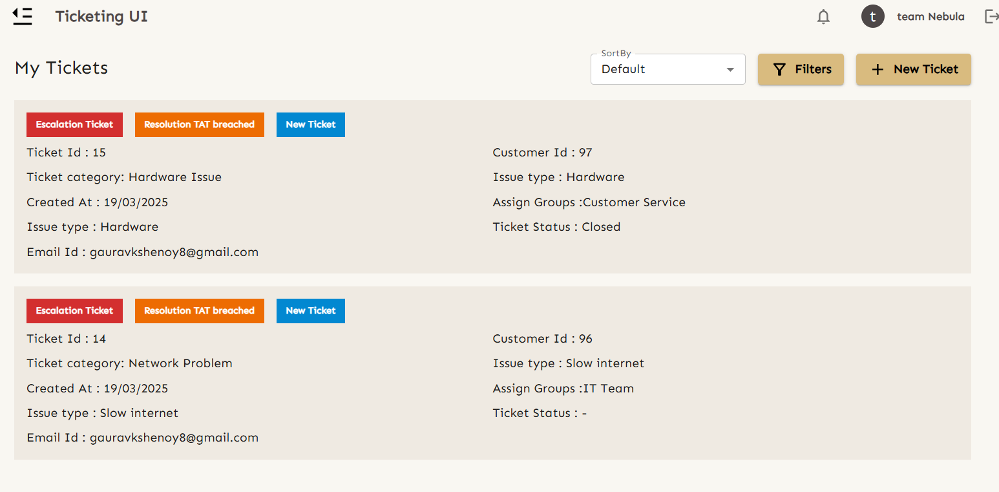 Ticketing UI
t team Nebula
My Tickets
SortBy
Default
Filters
New Ticket
Escalation Ticket Resolution TAT breached New Ticket
Ticket Id : 15 Customer Id : 97
Ticket category: Hardware Issue Issue type : Hardware
Created At : 19/03/2025 Assign Groups :Customer Service
Issue type : Hardware Ticket Status : Closed
Email Id : gauravkshenoy8@gmail.com
Escalation Ticket Resolution TAT breached New Ticket
Ticket Id : 14 Customer Id : 96
Ticket category: Network Problem Issue type : Slow internet
Created At : 19/03/2025 Assign Groups :IT Team
Issue type : Slow internet Ticket Status : -
Email Id : gauravkshenoy8@gmail.com